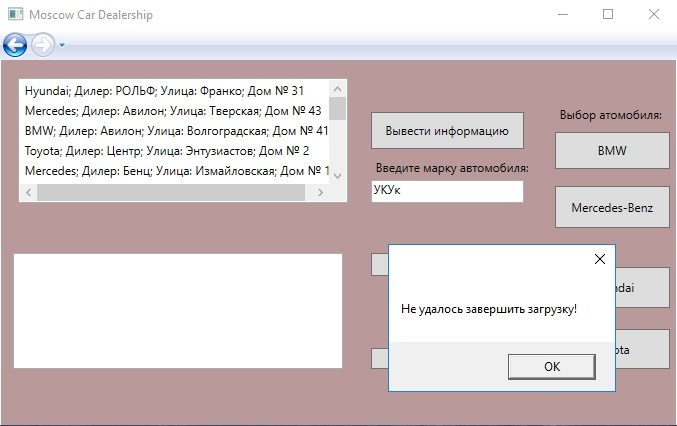 Moscow Car Dealership
Hyundai; Дилер: РОЛЬФ; Улица: Франко; Дом № 31
Mercedes; Дилер: Авилон; Улица: Тверская; Дом № 43
BMW; Дилер: Авилон; Улица: Волгоградская; Дом № 41
Toyota; Дилер: Центр; Улица: Энтузиастов; Дом № 2
Mercedes; Дилер: Бенц; Улица: Измайловская; Дом № 1
Вывести информацию
Введите марку автомобиля:
УКУк
Выбор атомобиля:
BMW
Mercedes-Benz
ndai
ota
Не удалось завершить загрузку!
OK